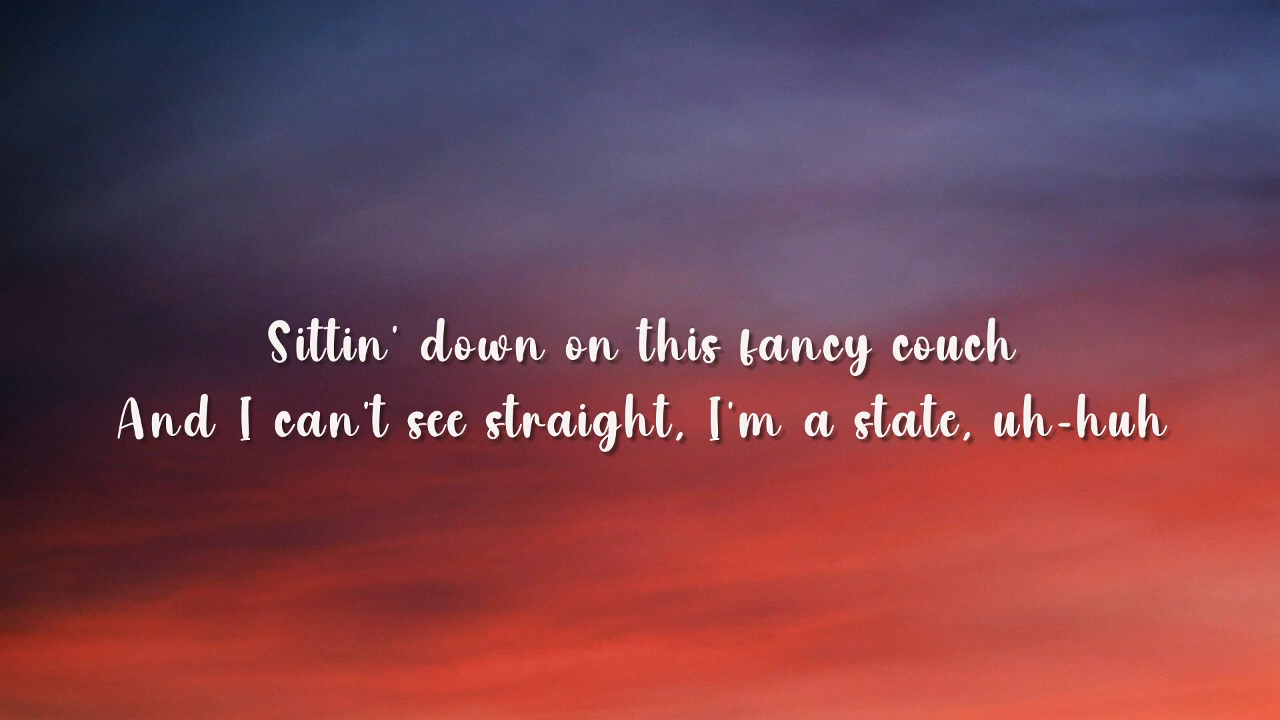 Sittin' down on this fancy couch
And I can't see straight, I'm a state, uh-huh